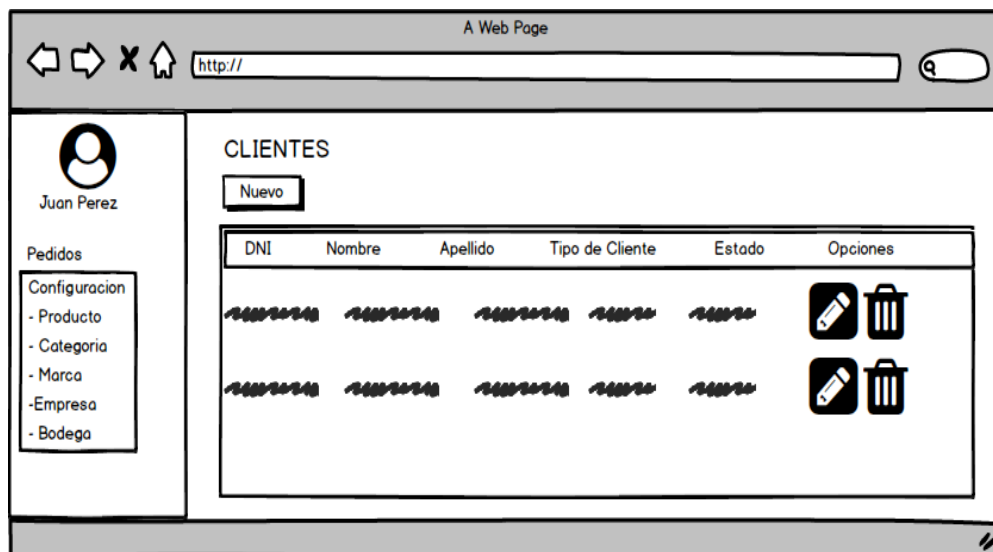 A Web Page
http://
Juan Perez
Pedidos
Configuracion
- Producto
- Categoria
- Marca
-Empresa
- Bodega
CLIENTES
Nuevo
DNI Nombre Apellido Tipo de Cliente Estado Opciones